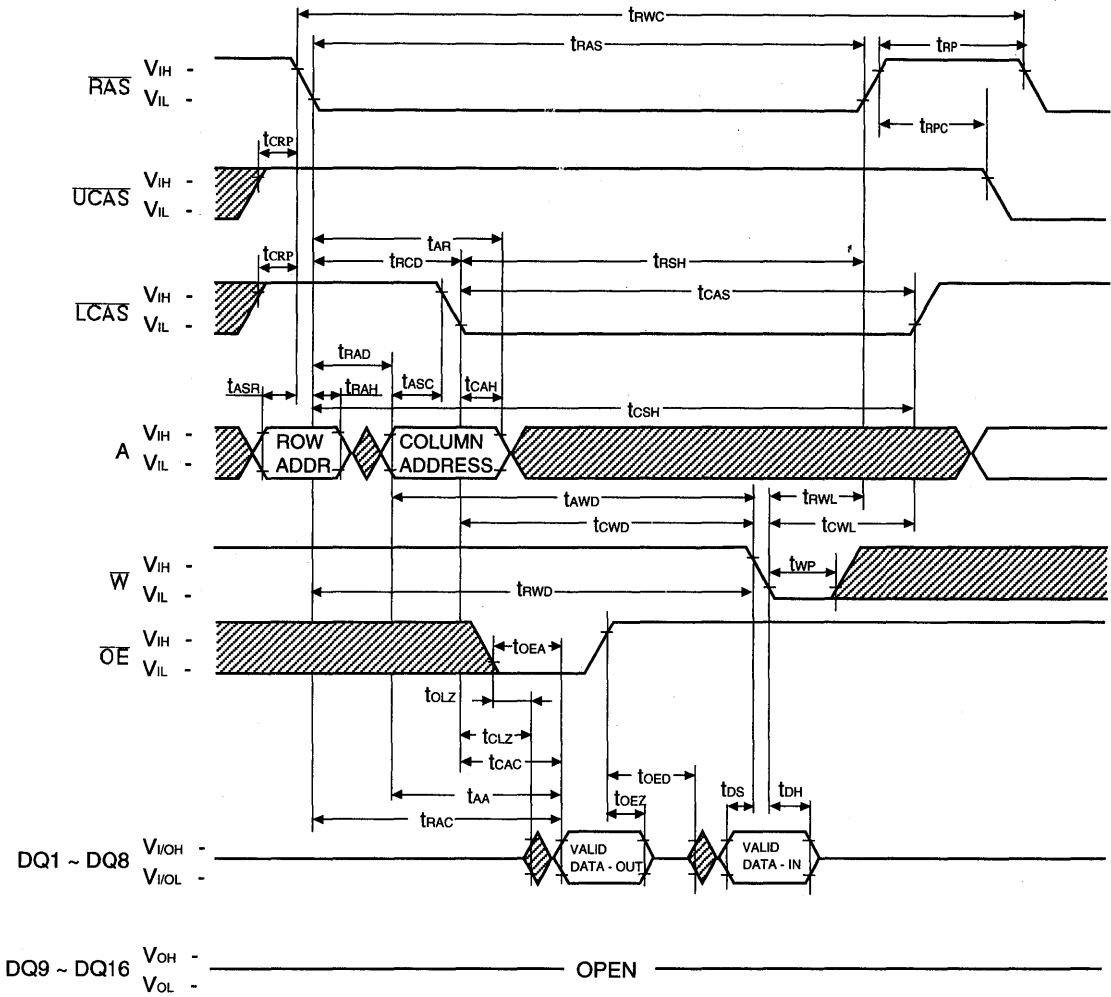 tRWC
tRAS
tRP
RAS
VIH -
VIL -
tCRP
tRPC
UCAS
VIH -
VIL -
tAR
tCRP
tRCD
tRSH
LCAS
VIH -
VIL -
tCAS
tRAD
tASR
tRAH
tASC
tCAH
tCSH
A
VIH -
VIL -
ROW
ADDR
COLUMN
ADDRESS
tAWD
tRWL
tCWD
tCWL
W
VIH -
VIL -
tWP
tRWD
OE
VIH -
VIL -
tOEA
tOLZ
tCLZ
tCAC
tOED
tAA
tOEZ
tDS
tDH
tRAC
DQ1 ~ DQ8
VI/OH -
VI/OL -
VALID
DATA - OUT
VALID
DATA - IN
DQ9 ~ DQ16
VOH -
VOL -
OPEN